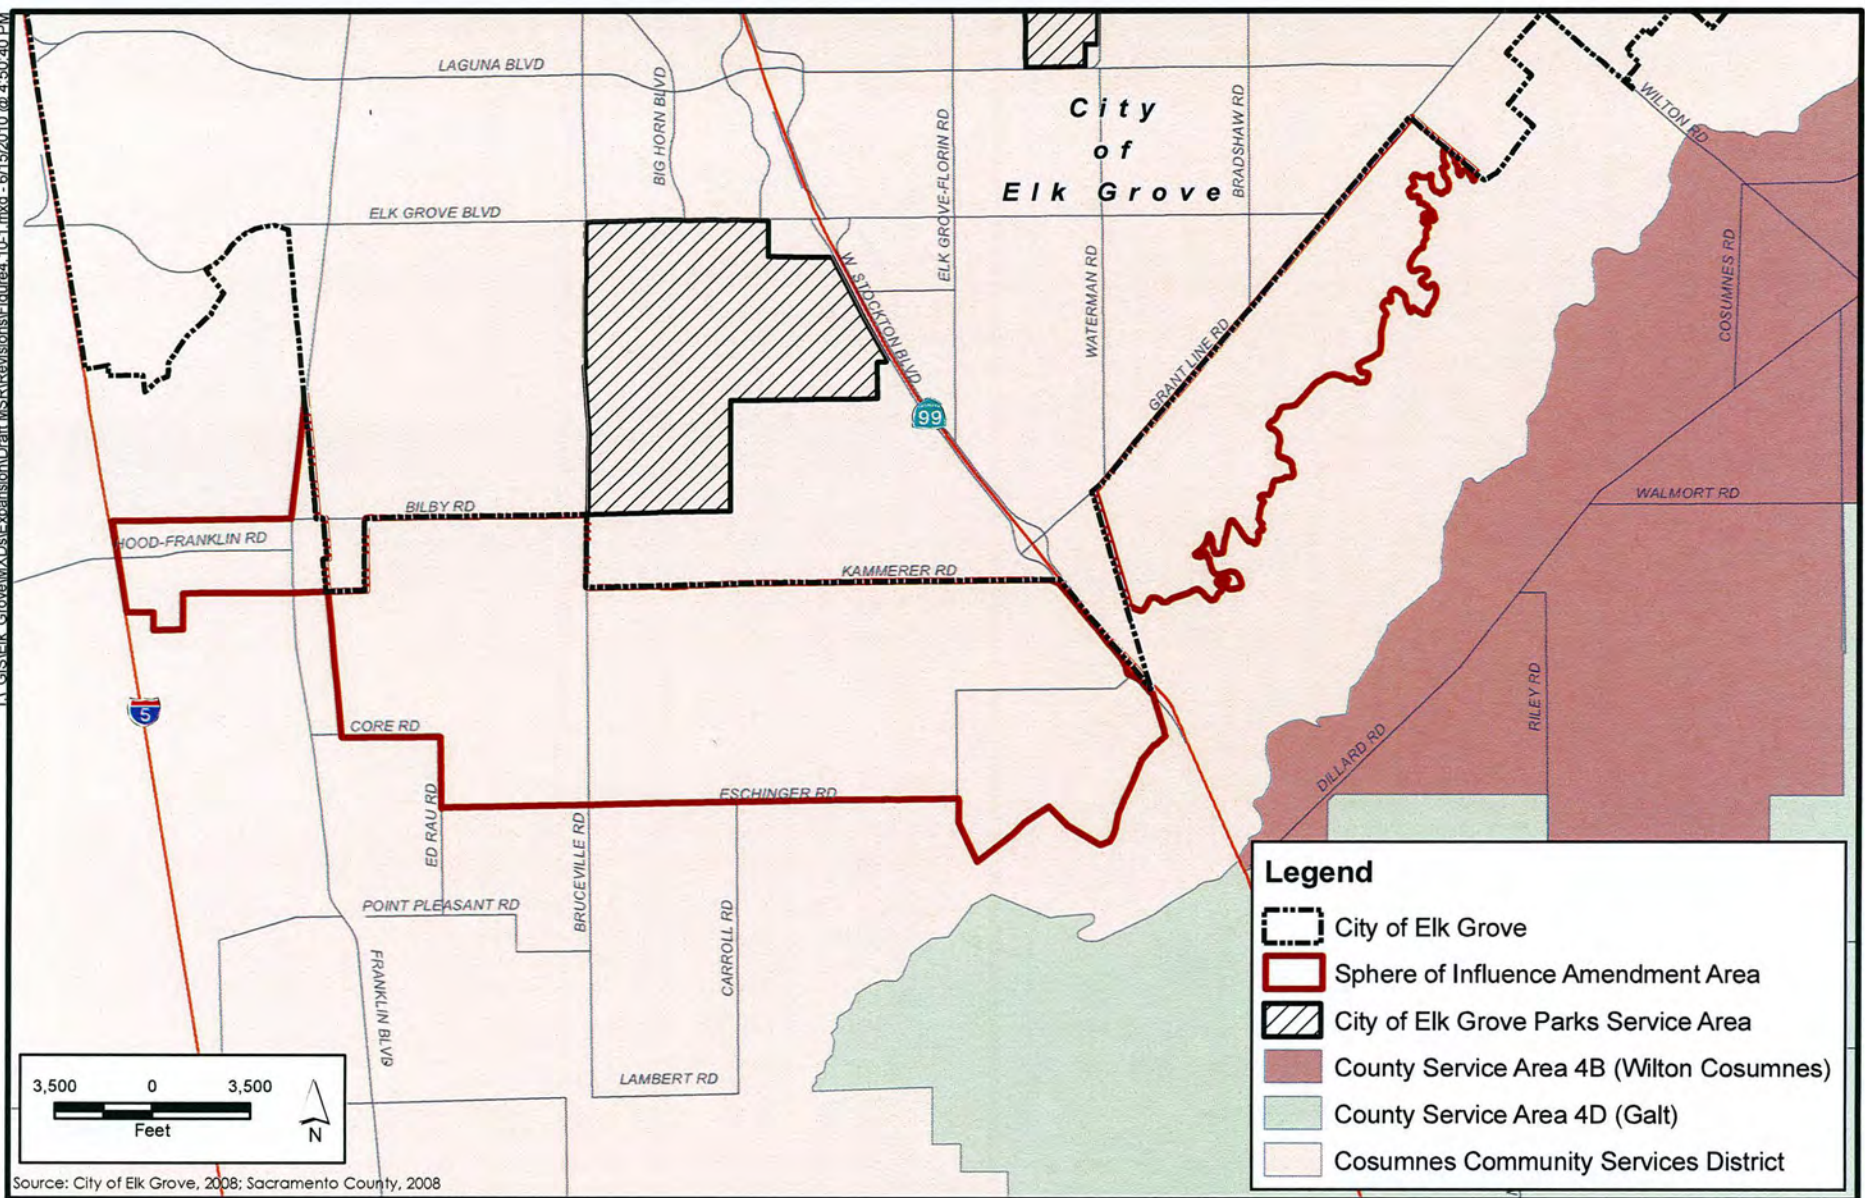 LAGUNA BLVD
BIG HORN BLVD
ELK GROVE-FLORIN RD
City
of
Elk Grove
BRADSHAW RD
WILTON RD
ELK GROVE BLVD
W STOCKTON BLVD
WATERMAN RD
GRANT LINE RD
COSUMNES RD
99
BILBY RD
HOOD-FRANKLIN RD
KAMMERER RD
WALMORT RD
5
CORE RD
RILEY RD
DILLARD RD
ED RAU RD
ESCHINGER RD
BRUCEVILLE RD
POINT PLEASANT RD
CARROLL RD
FRANKLIN BLVD
LAMBERT RD
Legend
City of Elk Grove
Sphere of Influence Amendment Area
City of Elk Grove Parks Service Area
County Service Area 4B (Wilton Cosumnes)
County Service Area 4D (Galt)
Cosumnes Community Services District
3,500 0 3,500
Feet
N
Source: City of Elk Grove, 2008; Sacramento County, 2008